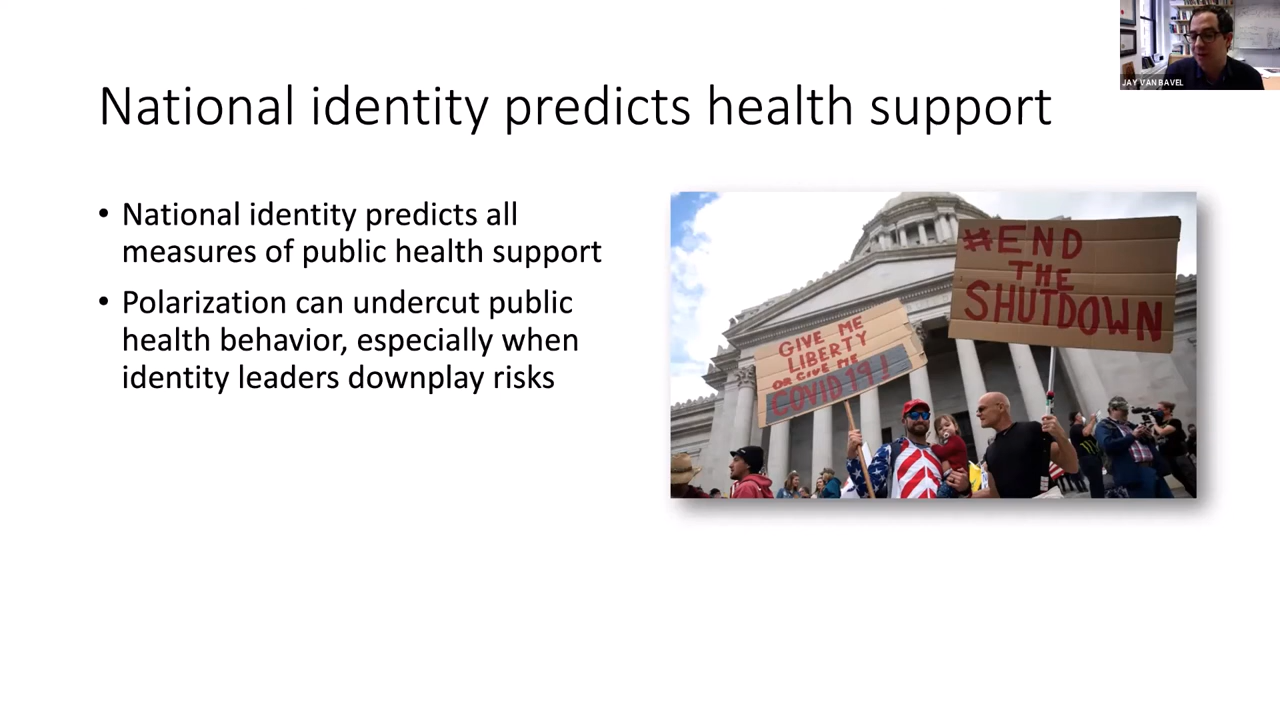 JAY VAN BAVEL
National identity predicts health support
• National identity predicts all
measures of public health support
• Polarization can undercut public
health behavior, especially when
identity leaders downplay risks
GIVE ME
LIBERTY
OR GIVE ME
COVID 19!
#END
THE
SHUTDOWN